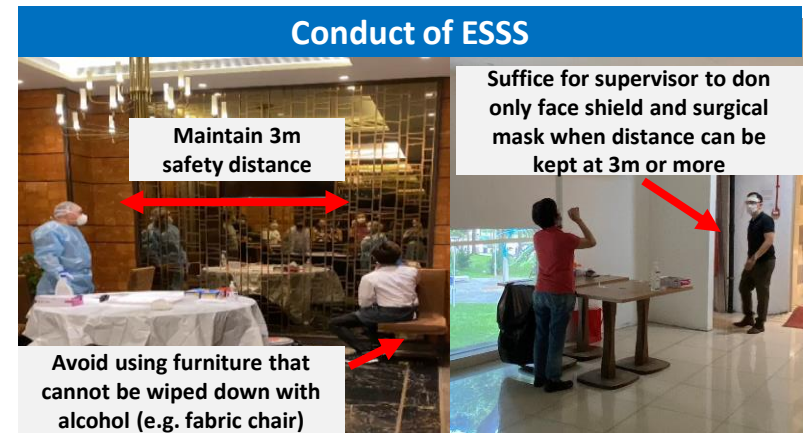 Conduct of ESSS
Maintain 3m
safety distance
Suffice for supervisor to don
only face shield and surgical
mask when distance can be
kept at 3m or more
Avoid using furniture that
cannot be wiped down with
alcohol (e.g. fabric chair)